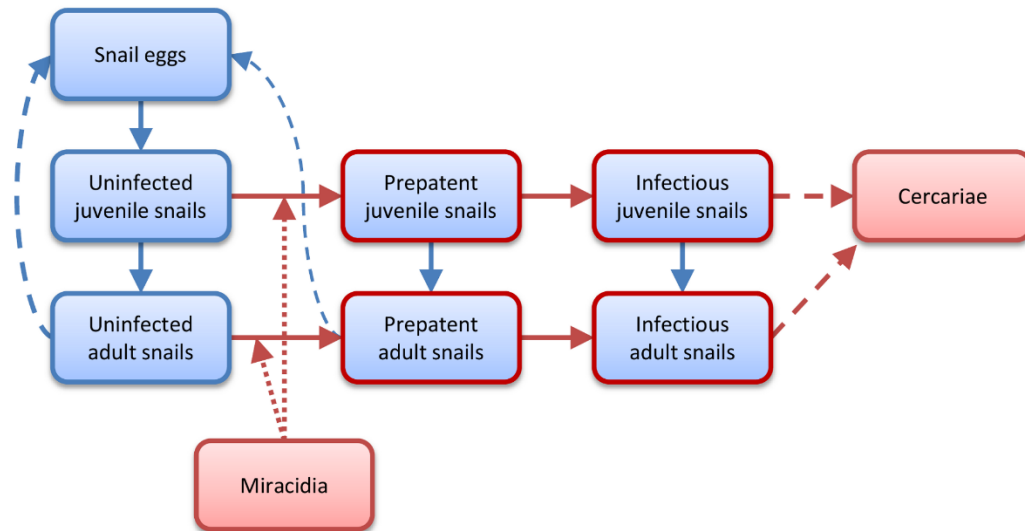 Snail eggs
Uninfected
juvenile snails
Prepatent
juvenile snails
Infectious
juvenile snails
Cercariae
Uninfected
adult snails
Prepatent
adult snails
Infectious
adult snails
Miracidia